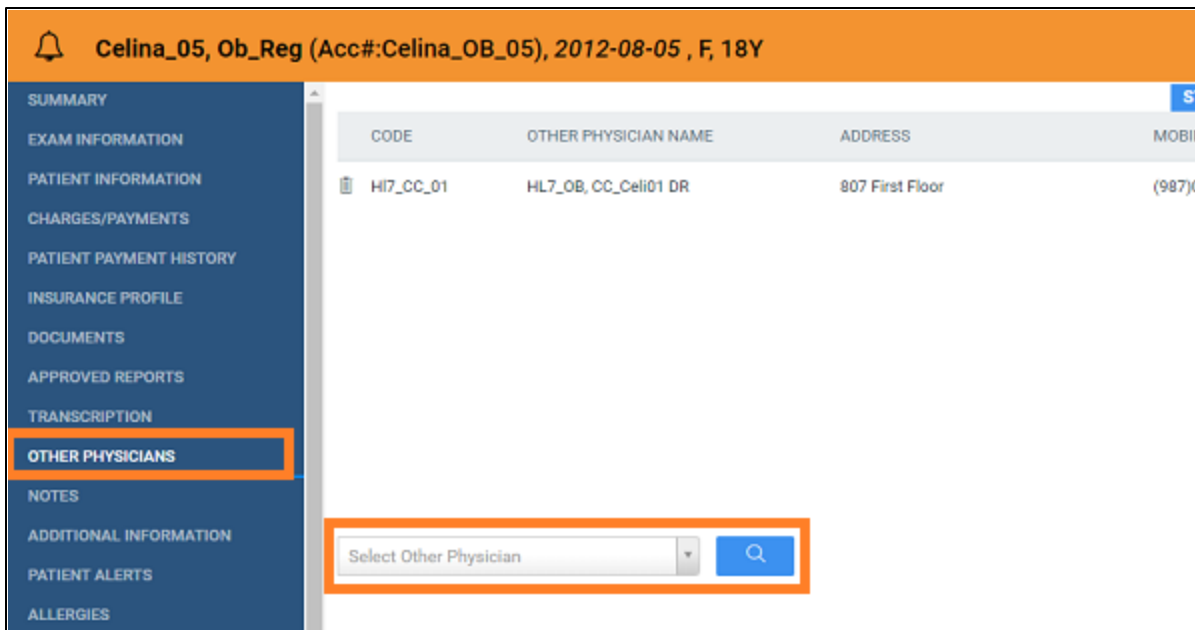 Celina_05, Ob_Reg (Acc#:Celina_OB_05), 2012-08-05 , F, 18Y
SUMMARY
EXAM INFORMATION
PATIENT INFORMATION
CHARGES/PAYMENTS
PATIENT PAYMENT HISTORY
INSURANCE PROFILE
DOCUMENTS
APPROVED REPORTS
TRANSCRIPTION
OTHER PHYSICIANS
NOTES
ADDITIONAL INFORMATION
PATIENT ALERTS
ALLERGIES
CODE OTHER PHYSICIAN NAME ADDRESS
Hl7_CC_01 HL7_OB, CC_Celi01 DR 807 First Floor
Select Other Physician